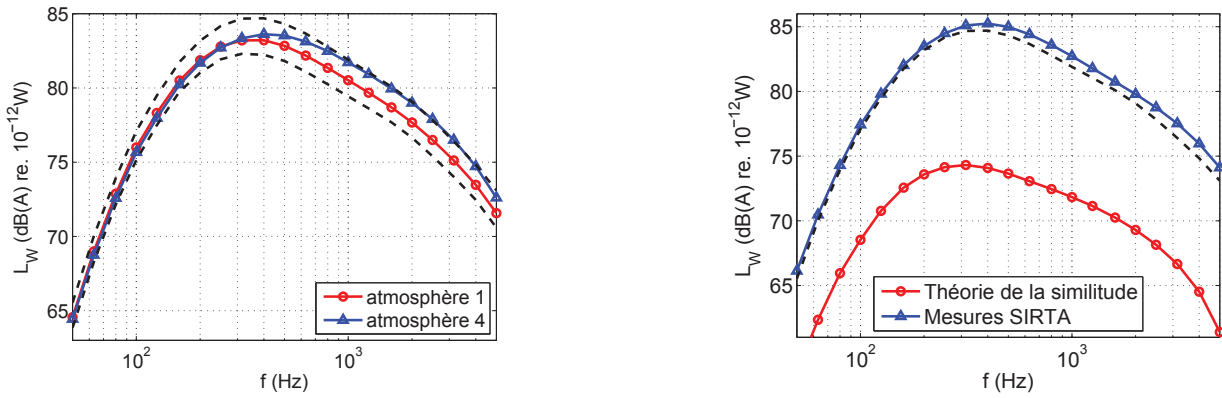 L_W (dB(A) re. 10^-12 W)
85
80
75
70
65
atmosphère 1
atmosphère 4
10^2
10^3
f (Hz)
L_W (dB(A) re. 10^-12 W)
85
80
75
70
65
Théorie de la similitude
Mesures SIRTA
10^2
10^3
f (Hz)